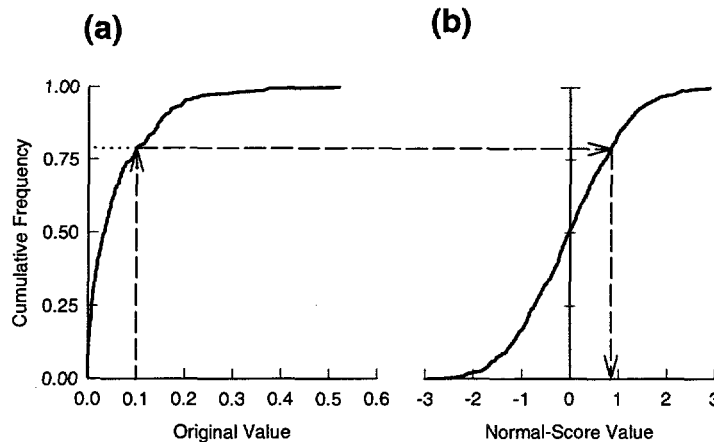 (a) (b)
Cumulative Frequency
1.00
0.75
0.50
0.25
0.00
0.0 0.1 0.2 0.3 0.4 0.5 0.6
Original Value
-3 -2 -1 0 1 2 3
Normal-Score Value